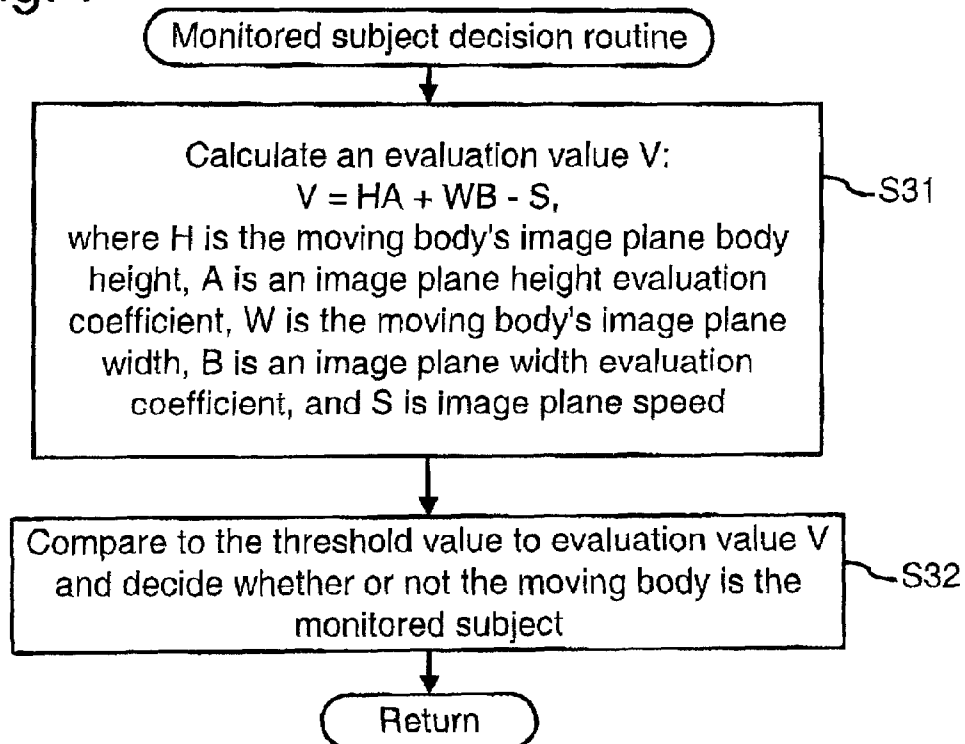 Monitored subject decision routine
Calculate an evaluation value V:
V = HA + WB - S,
where H is the moving body's image plane body
height, A is an image plane height evaluation
coefficient, W is the moving body's image plane
width, B is an image plane width evaluation
coefficient, and S is image plane speed
S31
Compare to the threshold value to evaluation value V
and decide whether or not the moving body is the
monitored subject
S32
Return